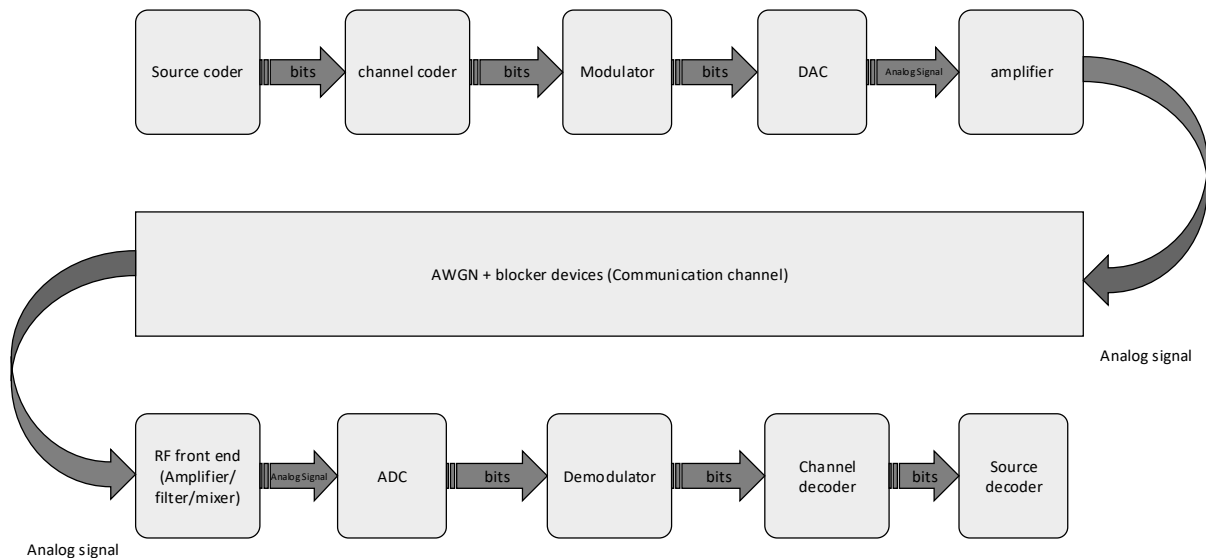 Source coder
bits
channel coder
bits
Modulator
bits
DAC
Analog Signal
amplifier
AWGN + blocker devices (Communication channel)
Analog signal
RF front end
(Amplifier/
filter/mixer)
Analog Signal
ADC
bits
Demodulator
bits
Channel
decoder
bits
Source
decoder
Analog signal